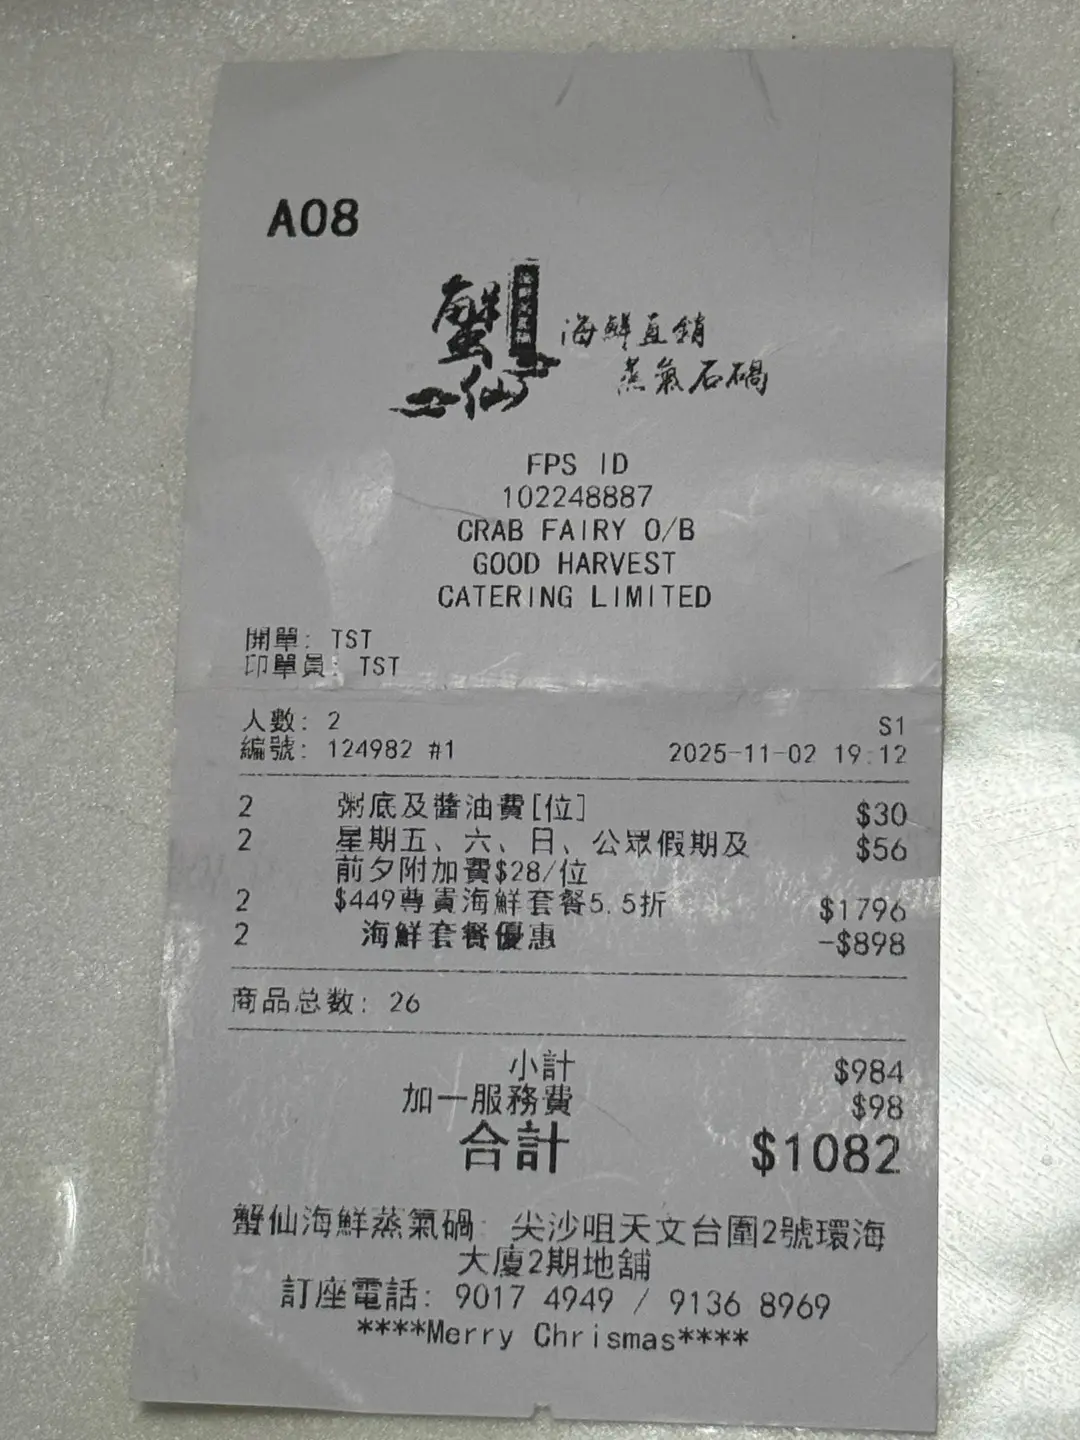 A08
蟹仙
海鮮直銷
蒸氣石鍋
FPS ID
102248887
CRAB FAIRY O/B
GOOD HARVEST
CATERING LIMITED
開單: TST
印單員: TST
人數: 2 S1
編號: 124982 #1 2025-11-02 19:12
2 粥底及醬油費[位] $30
2 星期五、六、日、公眾假期及 $56
前夕附加費$28/位
2 $449尊貴海鮮套餐5.5折 $1796
2 海鮮套餐優惠 -$898
商品总数: 26
小計 $984
加一服務費 $98
合計 $1082
蟹仙海鮮蒸氣鍋: 尖沙咀天文台圍2號環海
大廈2期地舖
訂座電話: 9017 4949 / 9136 8969
****Merry Chrismas****